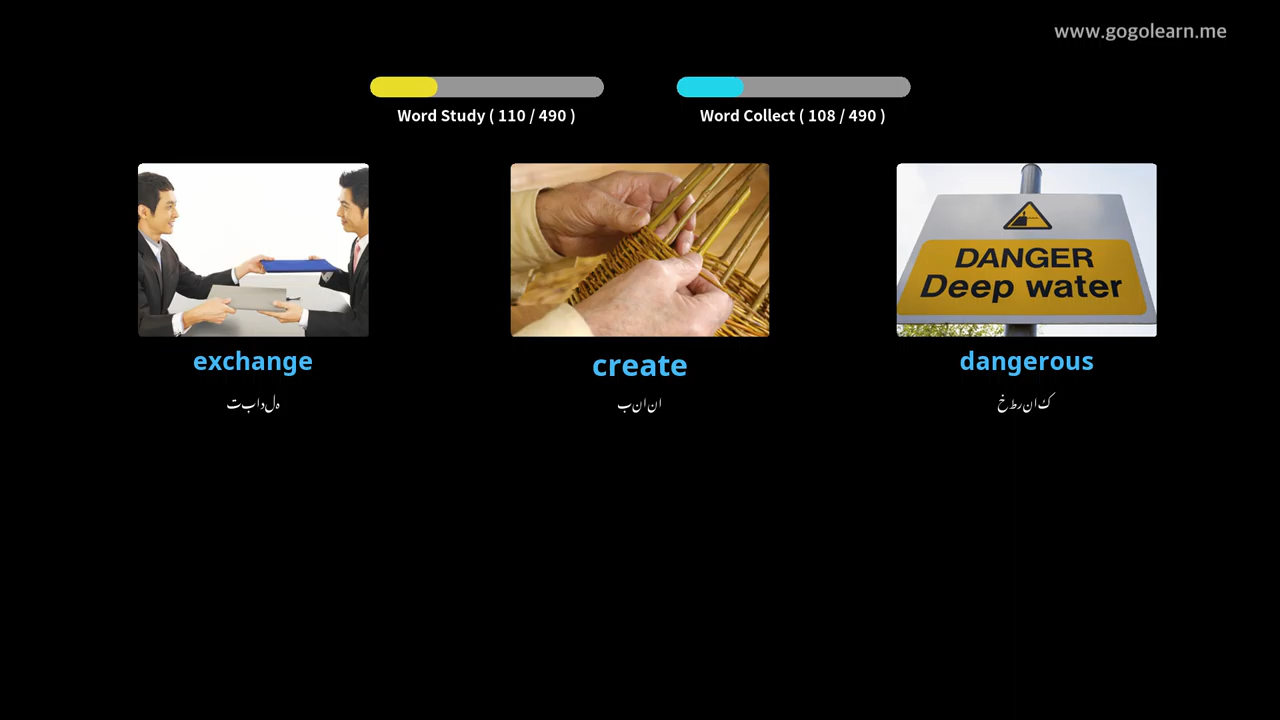 www.gogolearn.me
Word Study ( 110 / 490 )
Word Collect ( 108 / 490 )
exchange
create
dangerous
تبادلہ
بنانا
خطرناک
DANGER
Deep water